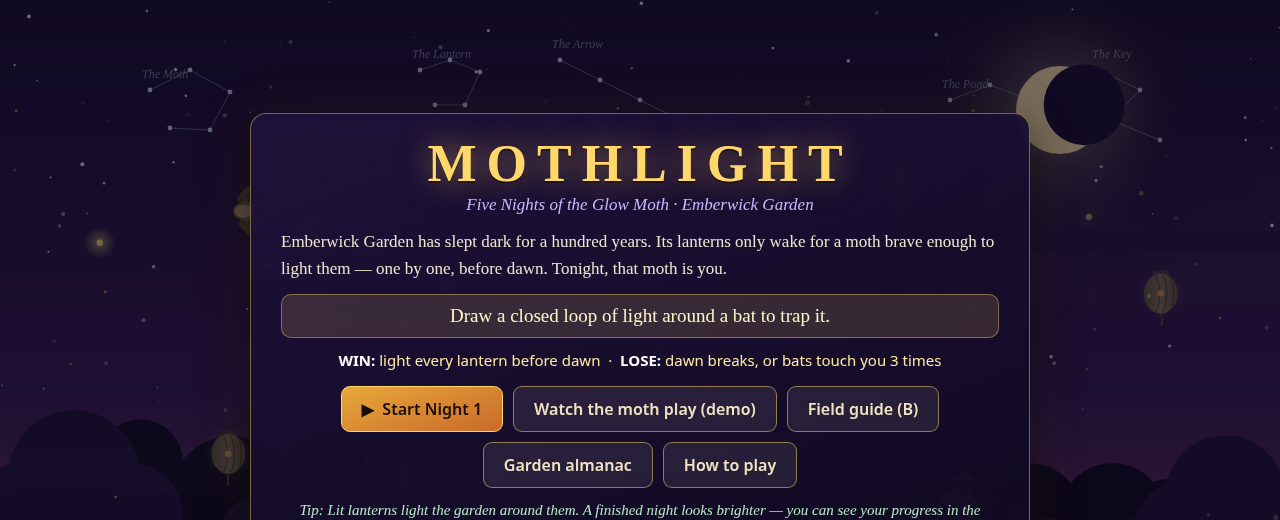 The Moth
The Lantern
The Arrow
The Pond
The Key
MOTHLIGHT
Five Nights of the Glow Moth · Emberwick Garden
Emberwick Garden has slept dark for a hundred years. Its lanterns only wake for a moth brave enough to
light them — one by one, before dawn. Tonight, that moth is you.
Draw a closed loop of light around a bat to trap it.
WIN: light every lantern before dawn · LOSE: dawn breaks, or bats touch you 3 times
▶ Start Night 1
Watch the moth play (demo)
Field guide (B)
Garden almanac
How to play
Tip: Lit lanterns light the garden around them. A finished night looks brighter — you can see your progress in the